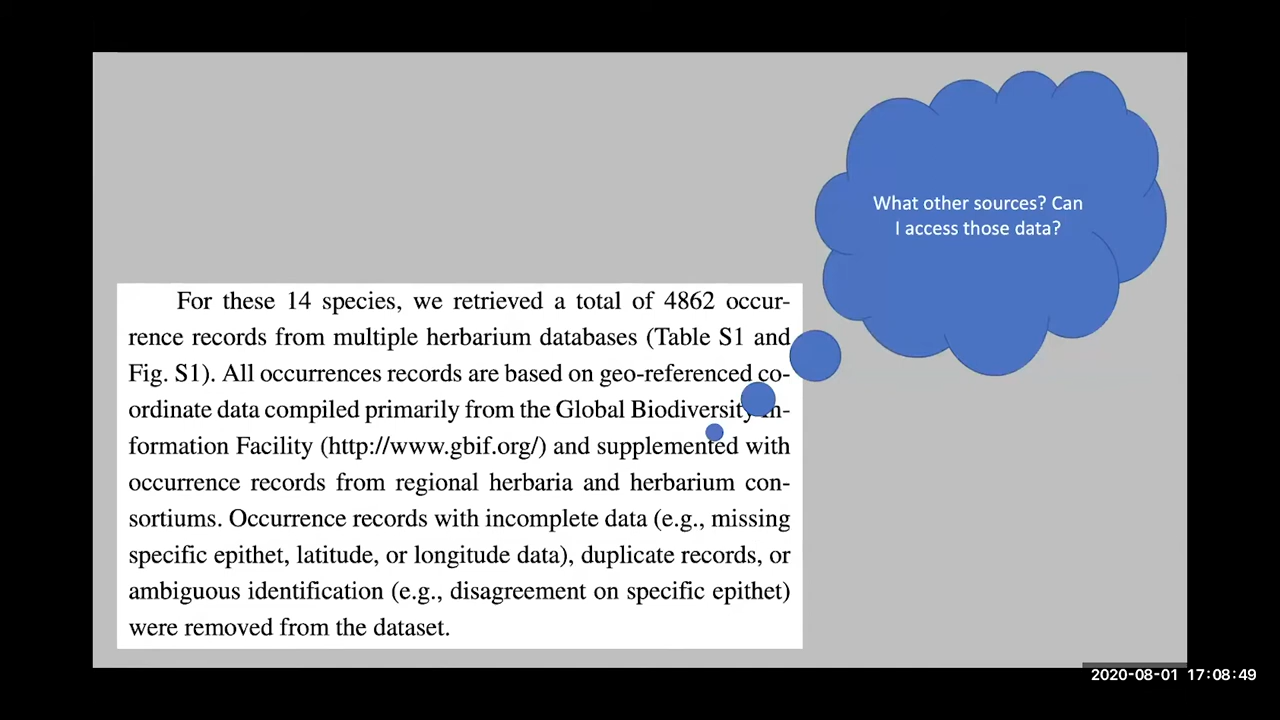 What other sources? Can
I access those data?
For these 14 species, we retrieved a total of 4862 occur-
rence records from multiple herbarium databases (Table S1 and
Fig. S1). All occurrences records are based on geo-referenced co-
ordinate data compiled primarily from the Global Biodiversity In-
formation Facility (http://www.gbif.org/) and supplemented with
occurrence records from regional herbaria and herbarium con-
sortiums. Occurrence records with incomplete data (e.g., missing
specific epithet, latitude, or longitude data), duplicate records, or
ambiguous identification (e.g., disagreement on specific epithet)
were removed from the dataset.
2020-08-01 17:08:49